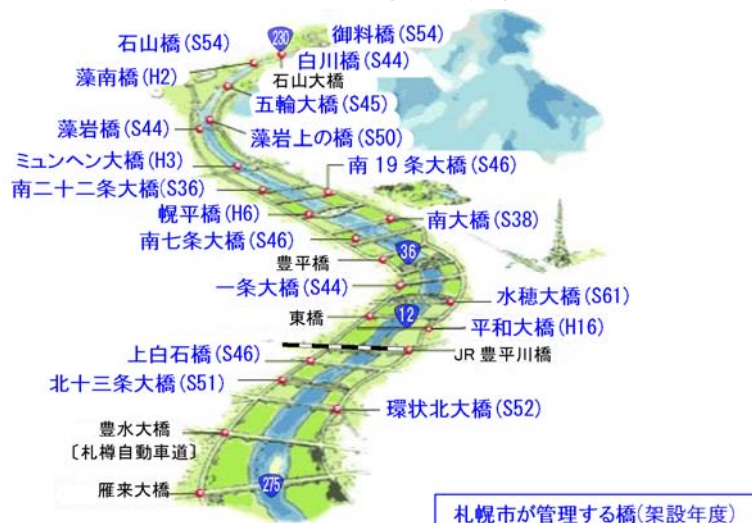 御料橋(S54)
石山橋(S54)
230
白川橋(S44)
藻南橋(H2)
石山大橋
五輪大橋(S45)
藻岩橋(S44)
藻岩上の橋(S50)
ミュンヘン大橋(H3)
南19条大橋(S46)
南二十二条大橋(S36)
幌平橋(H6)
南大橋(S38)
南七条大橋(S46)
豊平橋
36
一条大橋(S44)
水穂大橋(S61)
東橋
12
平和大橋(H16)
上白石橋(S46)
JR豊平川橋
北十三条大橋(S51)
環状北大橋(S52)
豊水大橋
〔札樽自動車道〕
雁来大橋
275
札幌市が管理する橋(架設年度)